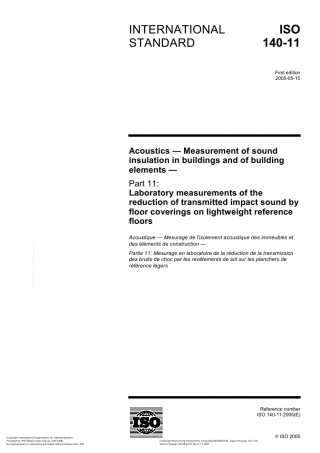 INTERNATIONAL
STANDARD
ISO
140-11
First edition
2005-05-15
Acoustics — Measurement of sound
insulation in buildings and of building
elements —
Part 11:
Laboratory measurements of the
reduction of transmitted impact sound by
floor coverings on lightweight reference
floors
Acoustique — Mesurage de l'isolement acoustique des immeubles et
des éléments de construction —
Partie 11: Mesurage en laboratoire de la réduction de la transmission
des bruits de choc par les revêtements de sol sur les planchers de
référence légers
Reference number
ISO 140-11:2005(E)
ISO
© ISO 2005